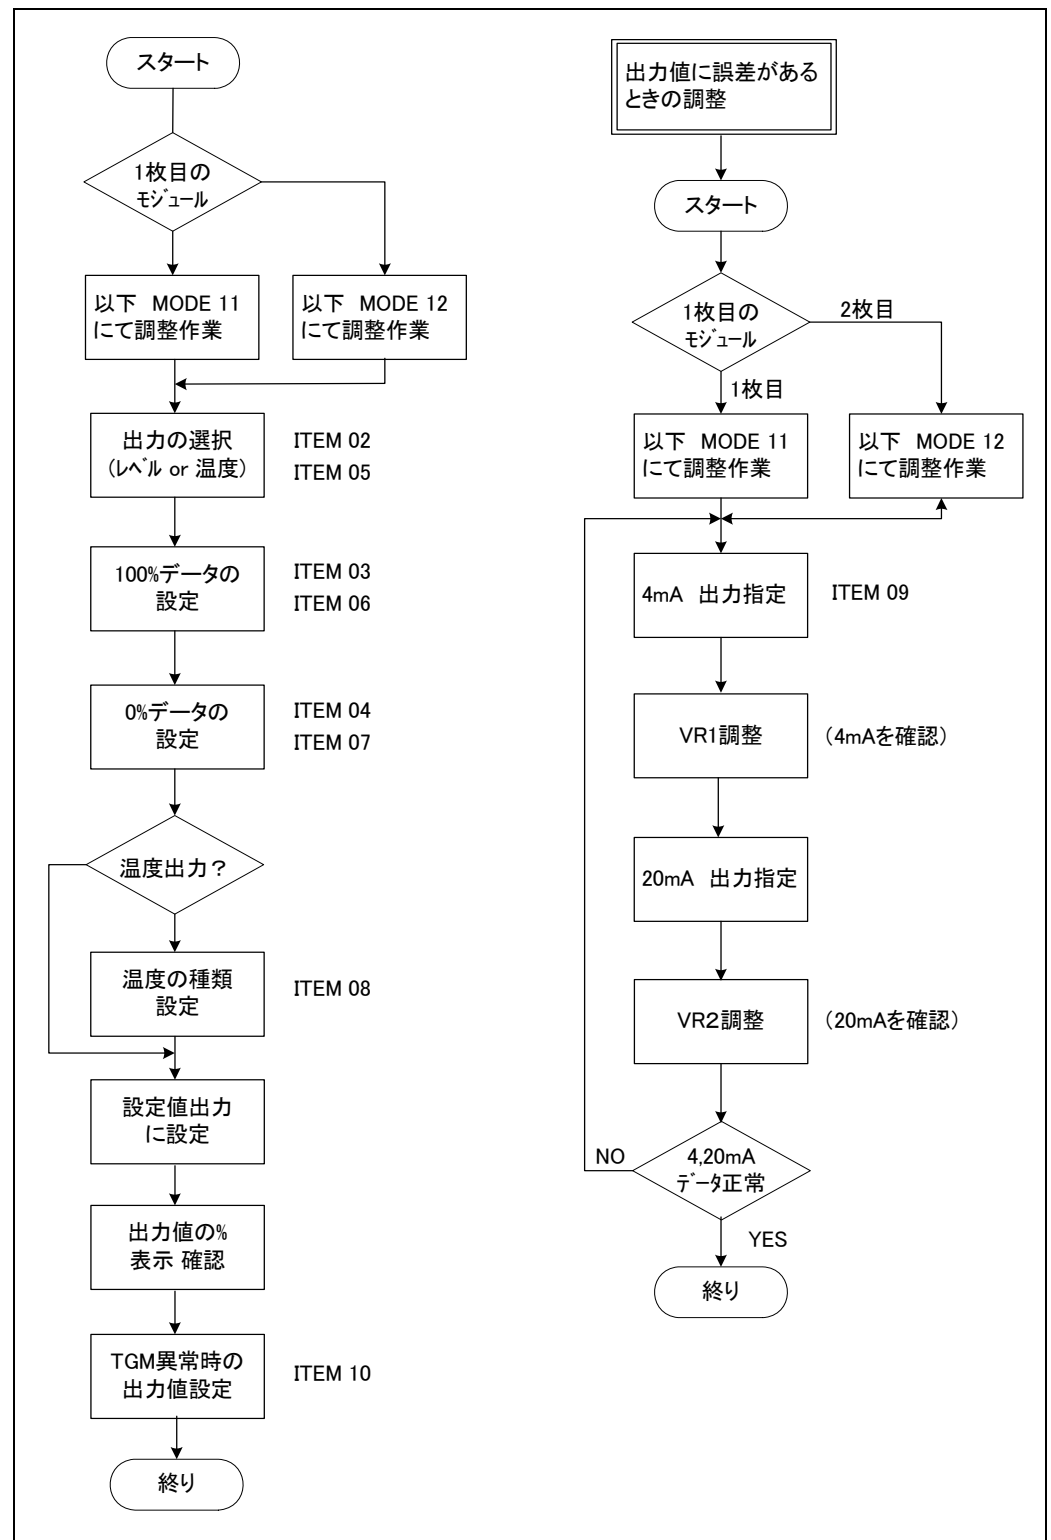 スタート
1枚目の
ﾓｼﾞｭｰﾙ
以下 MODE 11
にて調整作業
以下 MODE 12
にて調整作業
出力の選択
(ﾚﾍﾞﾙ or 温度)
ITEM 02
ITEM 05
100%データの
設定
ITEM 03
ITEM 06
0%データの
設定
ITEM 04
ITEM 07
温度出力？
温度の種類
設定
ITEM 08
設定値出力
に設定
出力値の%
表示 確認
TGM異常時の
出力値設定
ITEM 10
終り
出力値に誤差がある
ときの調整
スタート
1枚目の
ﾓｼﾞｭｰﾙ
2枚目
1枚目
以下 MODE 11
にて調整作業
以下 MODE 12
にて調整作業
4mA 出力指定
ITEM 09
VR1調整
（4mAを確認）
20mA 出力指定
VR２調整
（20mAを確認）
NO
4,20mA
ﾃﾞｰﾀ正常
YES
終り